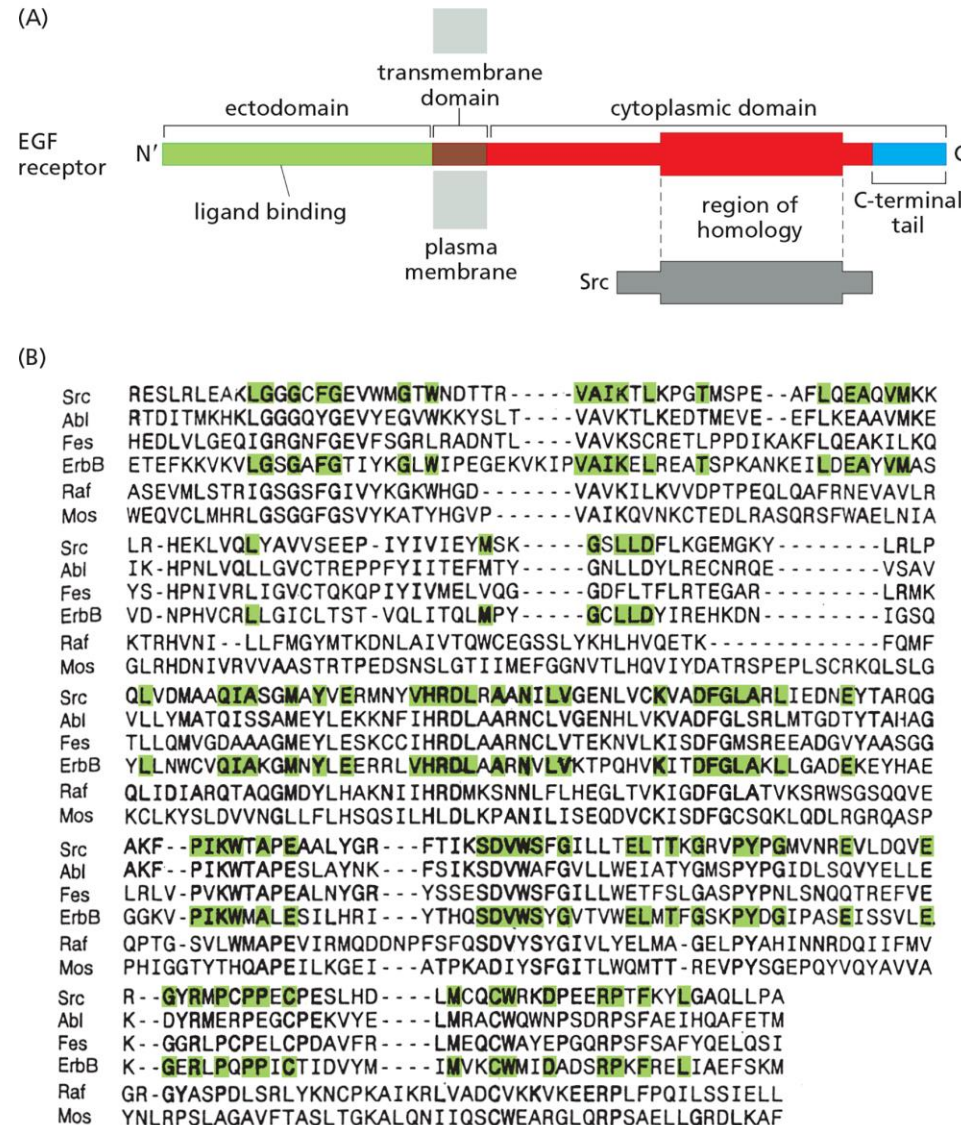 (A)
transmembrane
domain
ectodomain
cytoplasmic domain
EGF
receptor
N′
C
ligand binding
plasma
membrane
region of
homology
C-terminal
tail
Src
(B)
Src RESLRLEAKLGGGCFGEVWMGTWNDTTR-----VAIKTLKPGTMSPE--AFLQEAQVMKK
Abl RTDITMKHKLGGGQYGEVYEGVWKKYSLT-----VAVKTLKEDTMEVE--EFLKEAAVMKE
Fes HEDLVLGEQIGRGNFGEVFSGRLRADNTL-----VAVKSCRETLPPDIKAKFLQEAKILKQ
ErbB ETEFKKVKVLGSGAFGTIYKGLWIPEGEKVKIPVAIKELREATSPKANKEILDEAYVMAS
Raf ASEVMLSTRIGSGSFGIVYKGKWHGD-------VAVKILKVVDPTPEQLQAFRNEVAVLR
Mos WEQVCLMHRLGSGGFGSVYKATYHGVP------VAIKQVNKCTEDLRASQRSFWAELNIA
Src LR-HEKLVQLYAVVSEEP-IYIVIEYMSK-----GSLLDFLKGEMGKY--------LRLP
Abl IK-HPNLVQLLGVCTREPPFYIITEFMTY-----GNLLDYLRECNRQE--------VSAV
Fes YS-HPNIVRLIGVCTQKQPIYIVMELVQG-----GDFLTFLRTEGAR---------LRMK
ErbB VD-NPHVCRLLGICLTST-VQLITQLMPY-----GCLLDYIREHKDN---------IGSQ
Raf KTRHVNI--LLFMGYMTKDNLAIVTQWCEGSSLYKHLHVQETK-----------FQMF
Mos GLRHDNIVRVVAASTRTPEDSNSLGTIIMEFGGNVTLHQVIYDATRSPEPLSCRKQLSLG
Src QLVDMAAQIASGMAYVERMNYVHRDLRAANILVGENLVCKVADFGLARLIEDNEYTARQG
Abl VLLYMATQISSAMEYLEKKNFIHRDLAARNCLVGENHLVKVADFGLSRLMTGDTYTAHAG
Fes TLLQMVGDAAAGMEYLESKCCIHRDLAARNCLVTEKNVLKISDFGMSREEADGVYAASGG
ErbB YLLNWCVQIAKGMNYLEERRLVHRDLAARNVLVKTPQHVKITDFGLAKLLGADEKEYHAE
Raf QLIDIARQTAQGMDYLHAKNIIHRDMKSNNLFLHEGLTVKIGDFGLATVKSRWSGSQQVE
Mos KCLKYSLDVVNGLLFLHSQSILHLDLKPANILISEQDVCKISDFGCSQKLQDLRGRQASP
Src AKF--PIKWTAPEAALYGR---FTIKSDVWSFGILLTELTTKGRVPYPGMVNREVLDQVE
Abl AKF--PIKWTAPESLAYNK---FSIKSDVWAFGVLLWEIATYGMSPYPGIDLSQVYELLE
Fes LRLV-PVKWTAPEALNYGR---YSSESDVWSFGILLWETFSLGASPYPNLSNQQTREFVE
ErbB GGKV-PIKWMALESILHRI---YTHQSDVWSYGVTVWELMTFGSKPYDGIPASEISSVLE
Raf QPTG-SVLWMAPEVIRMQDDNPFSFQSDVYSYGIVLYELMA-GELPYAHINNRDQIIFMV
Mos PHIGGTYTHQAPEILKGEI---ATPKADIYSFGITLWQMTT-REVPYSGEPQYVQYAVVA
Src R--GYRMPCPPECPESLHD----LMCQCWRKDPEERPTFKYLGAQLLPA
Abl K--DYRMERPEGCPEKVYE----LMRACWQWNPSDRPSFAEIHQAFETM
Fes K--GGRLPCPELCPDAVFR----LMEQCWAYEPGQRPSFSAFYQELQSI
ErbB K--GERLPQPPICTIDVYM----IMVKCWMIDADSRPKFRELIAEFSKM
Raf GR-GYASPDLSRLYKNCPKAIKRLVADCVKKVKEERPLFPQILSSIELL
Mos YNLRPSLAGAVFTASLTGKALQNIIQSCWEARGLQRPSAELLGRDLKAF